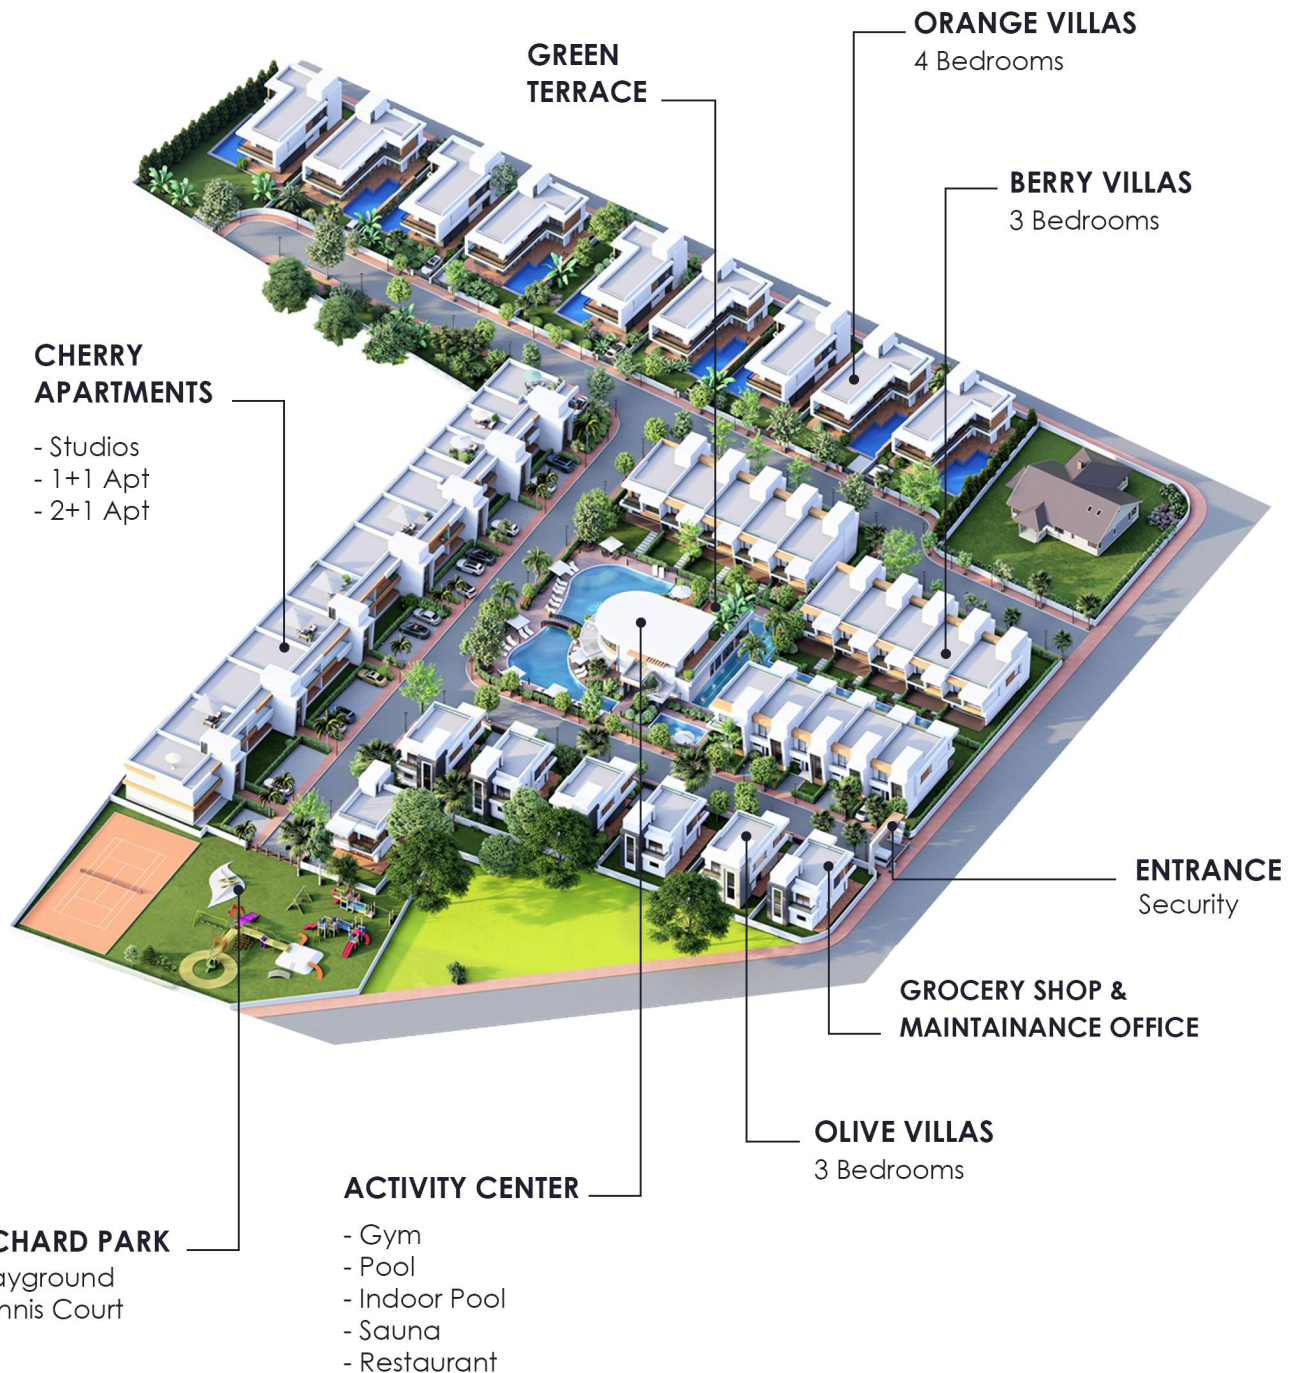 ORANGE VILLAS
4 Bedrooms
GREEN
TERRACE
BERRY VILLAS
3 Bedrooms
CHERRY
APARTMENTS
- Studios
- 1+1 Apt
- 2+1 Apt
ENTRANCE
Security
GROCERY SHOP &
MAINTAINANCE OFFICE
OLIVE VILLAS
3 Bedrooms
ACTIVITY CENTER
- Gym
- Pool
- Indoor Pool
- Sauna
- Restaurant
CHARD PARK
ayground
nnis Court